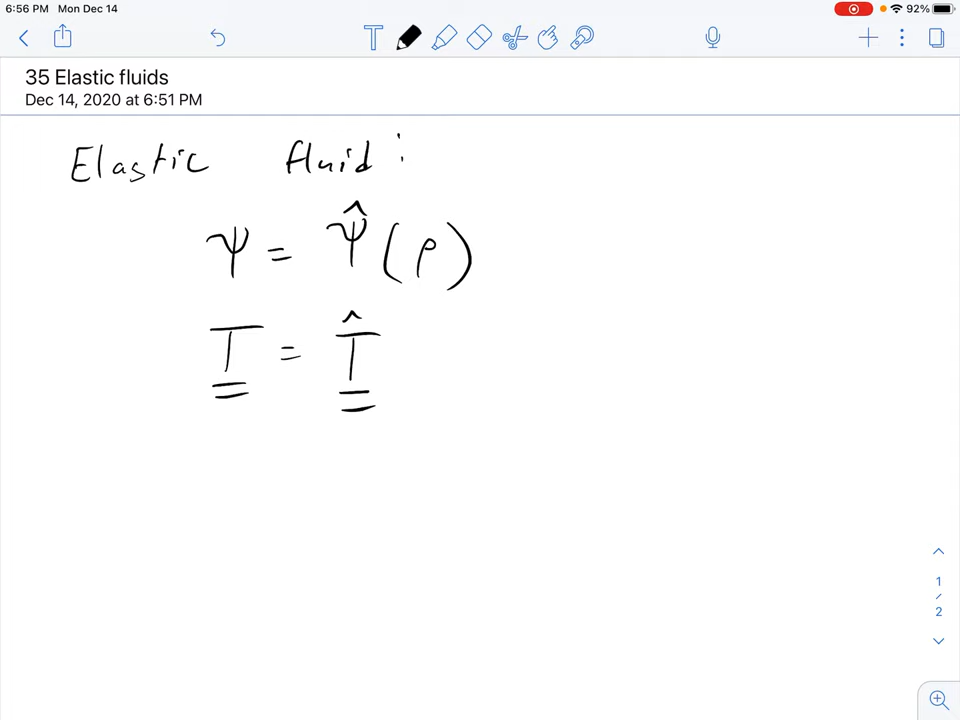 6:56 PM Mon Dec 14 92%
T
35 Elastic fluids
Dec 14, 2020 at 6:51 PM
Elastic fluid:
ψ = ψ̂(ρ)
T = T̂
1
/
2